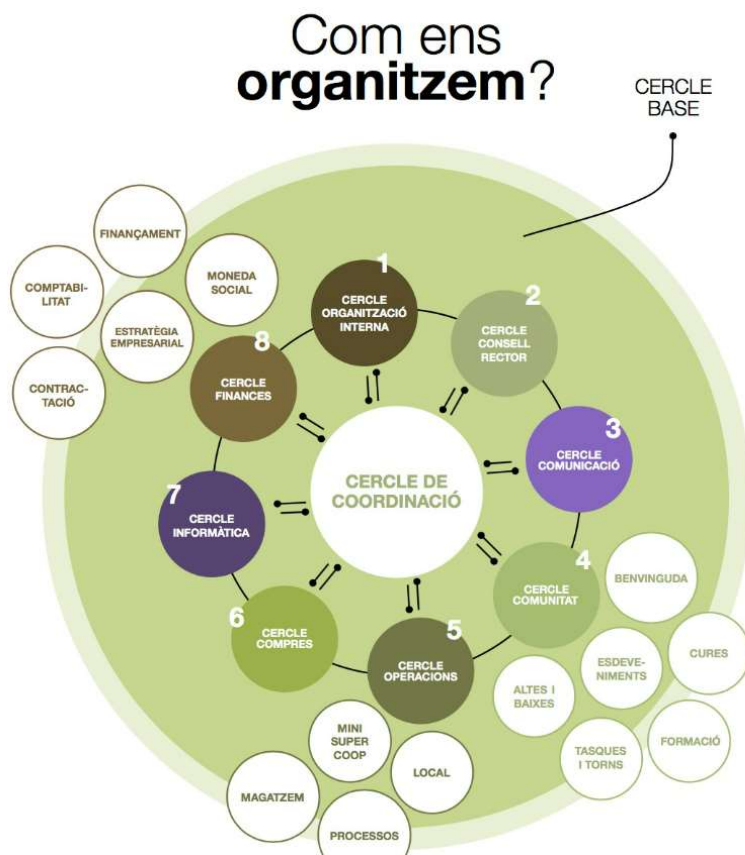 Com ens
organitzem?
CERCLE
BASE
FINANÇAMENT
MONEDA
SOCIAL
COMPTABI-
LITAT
ESTRATÈGIA
EMPRESARIAL
CONTRAC-
TACIÓ
1
CERCLE
ORGANITZACIÓ
INTERNA
2
CERCLE
CONSELL
RECTOR
8
CERCLE
FINANCES
3
CERCLE
COMUNICACIÓ
CERCLE DE
COORDINACIÓ
7
CERCLE
INFORMÀTICA
4
CERCLE
COMUNITAT
6
CERCLE
COMPRES
5
CERCLE
OPERACIONS
BENVINGUDA
ESDEVE-
NIMENTS
CURES
ALTES I
BAIXES
TASQUES
I TORNS
FORMACIÓ
MINI
SUPER
COOP
LOCAL
MAGATZEM
PROCESSOS